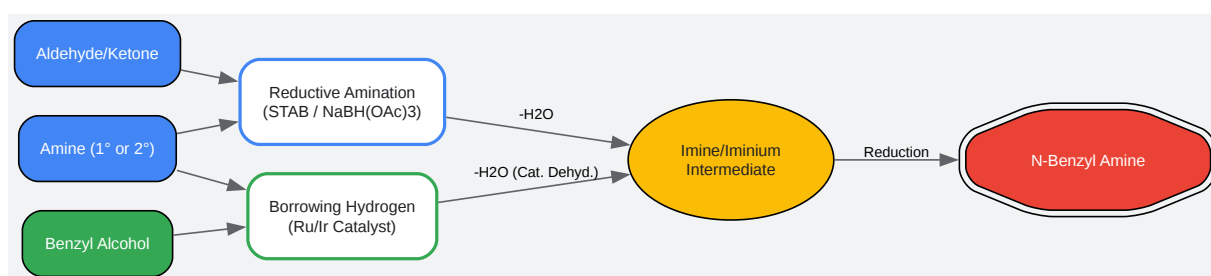 Aldehyde/Ketone
Amine (1° or 2°)
Benzyl Alcohol
Reductive Amination
(STAB / NaBH(OAc)3)
Borrowing Hydrogen
(Ru/Ir Catalyst)
-H2O
-H2O (Cat. Dehyd.)
Imine/Iminium
Intermediate
Reduction
N-Benzyl Amine